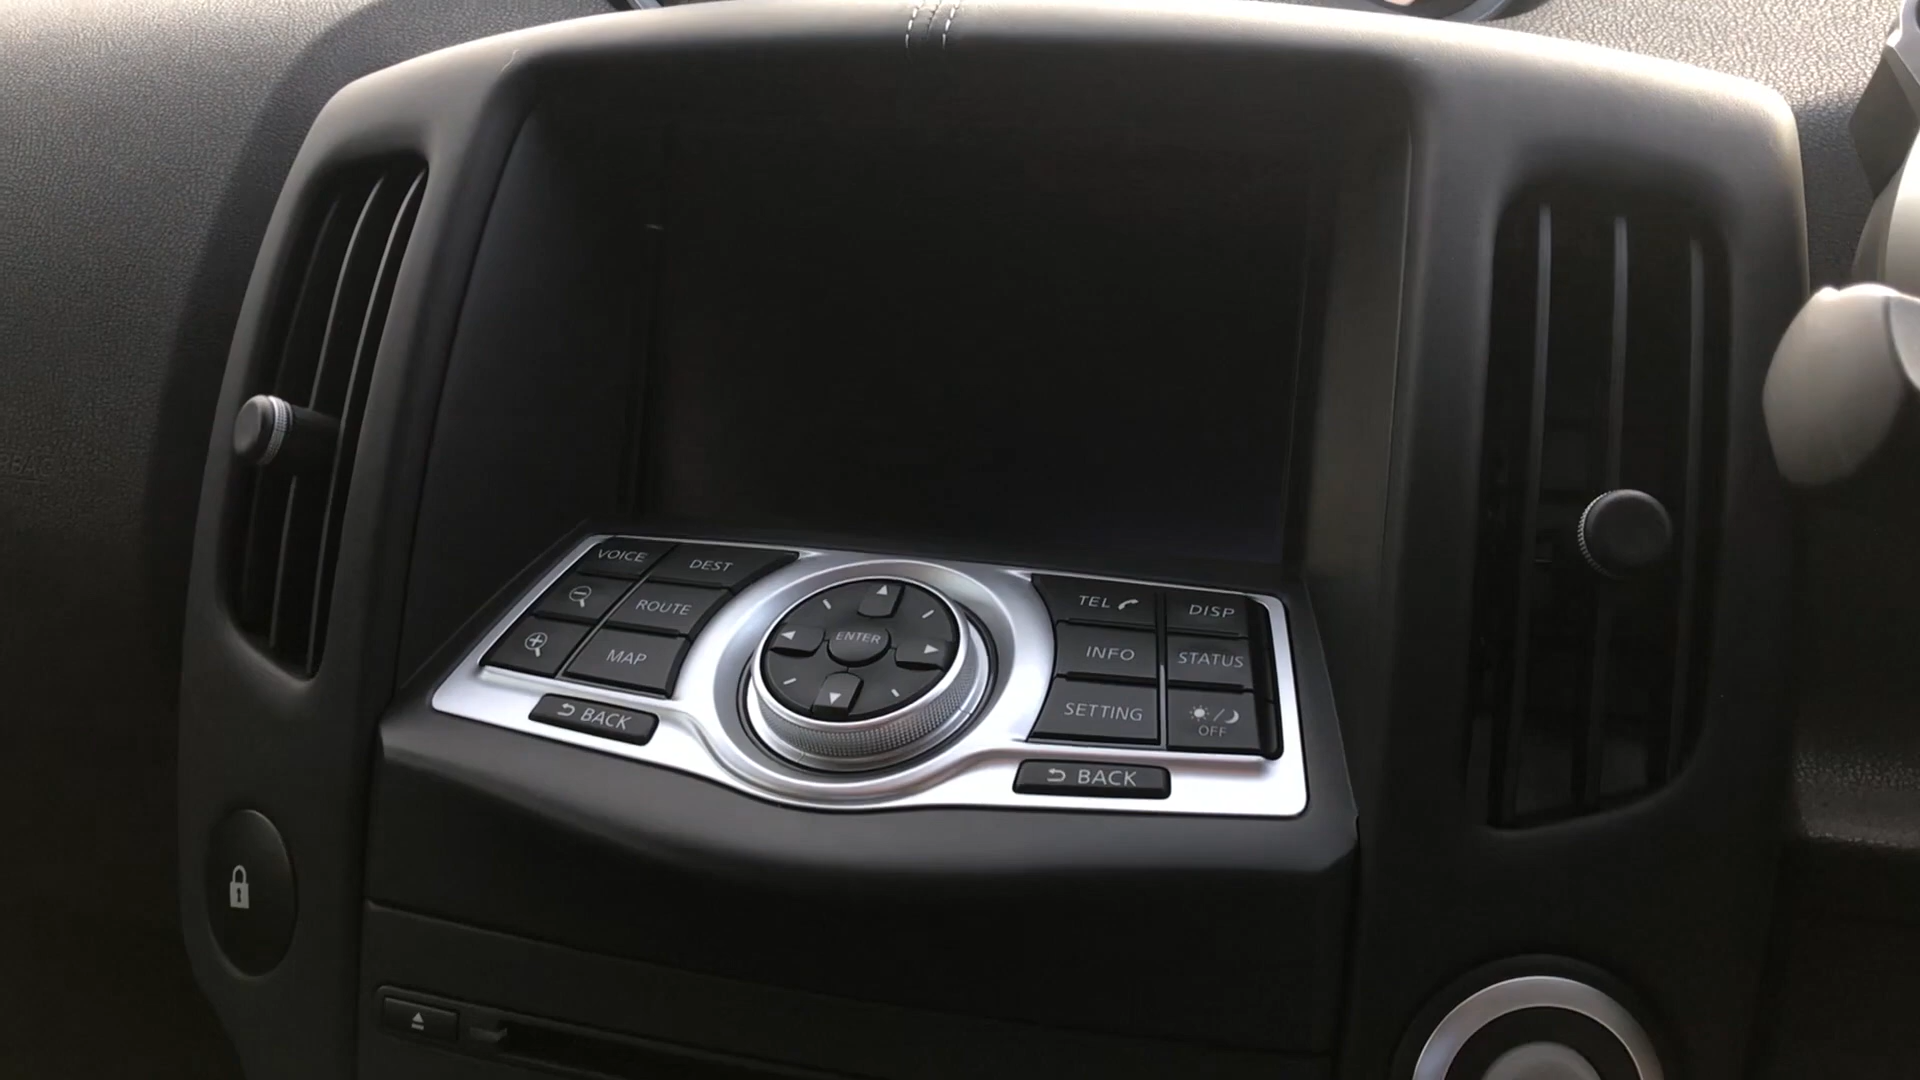 VOICE
DEST
ROUTE
MAP
BACK
ENTER
TEL
DISP
INFO
STATUS
SETTING
OFF
BACK